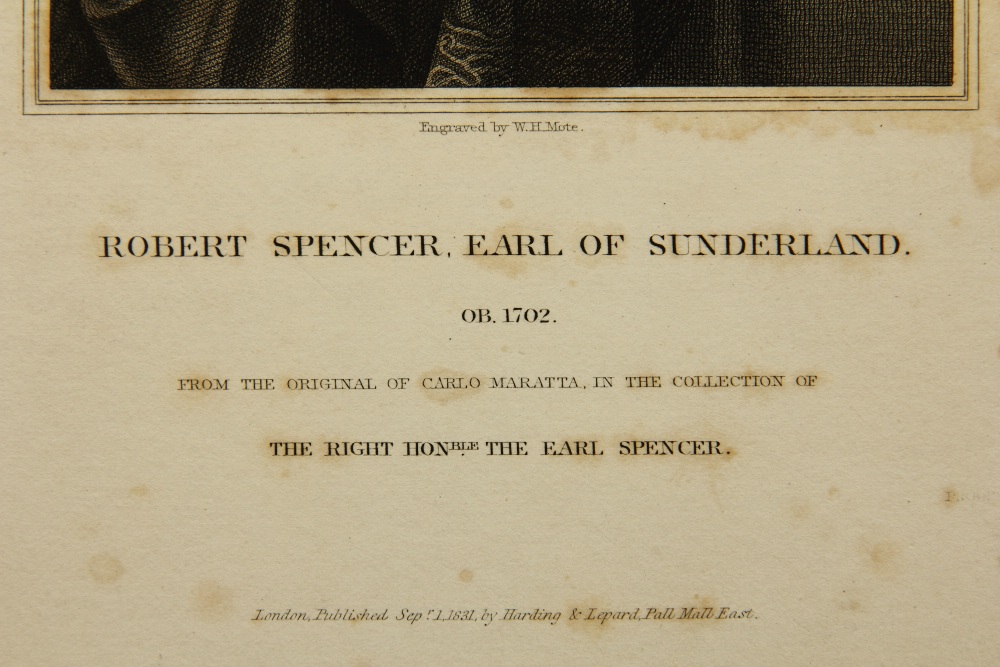 Engraved by W.H.Mote.
ROBERT SPENCER, EARL OF SUNDERLAND.
OB. 1702.
FROM THE ORIGINAL OF CARLO MARATTA, IN THE COLLECTION OF
THE RIGHT HONBLE THE EARL SPENCER.
London, Published Sepr. 1, 1831, by Harding & Lepard, Pall Mall East.